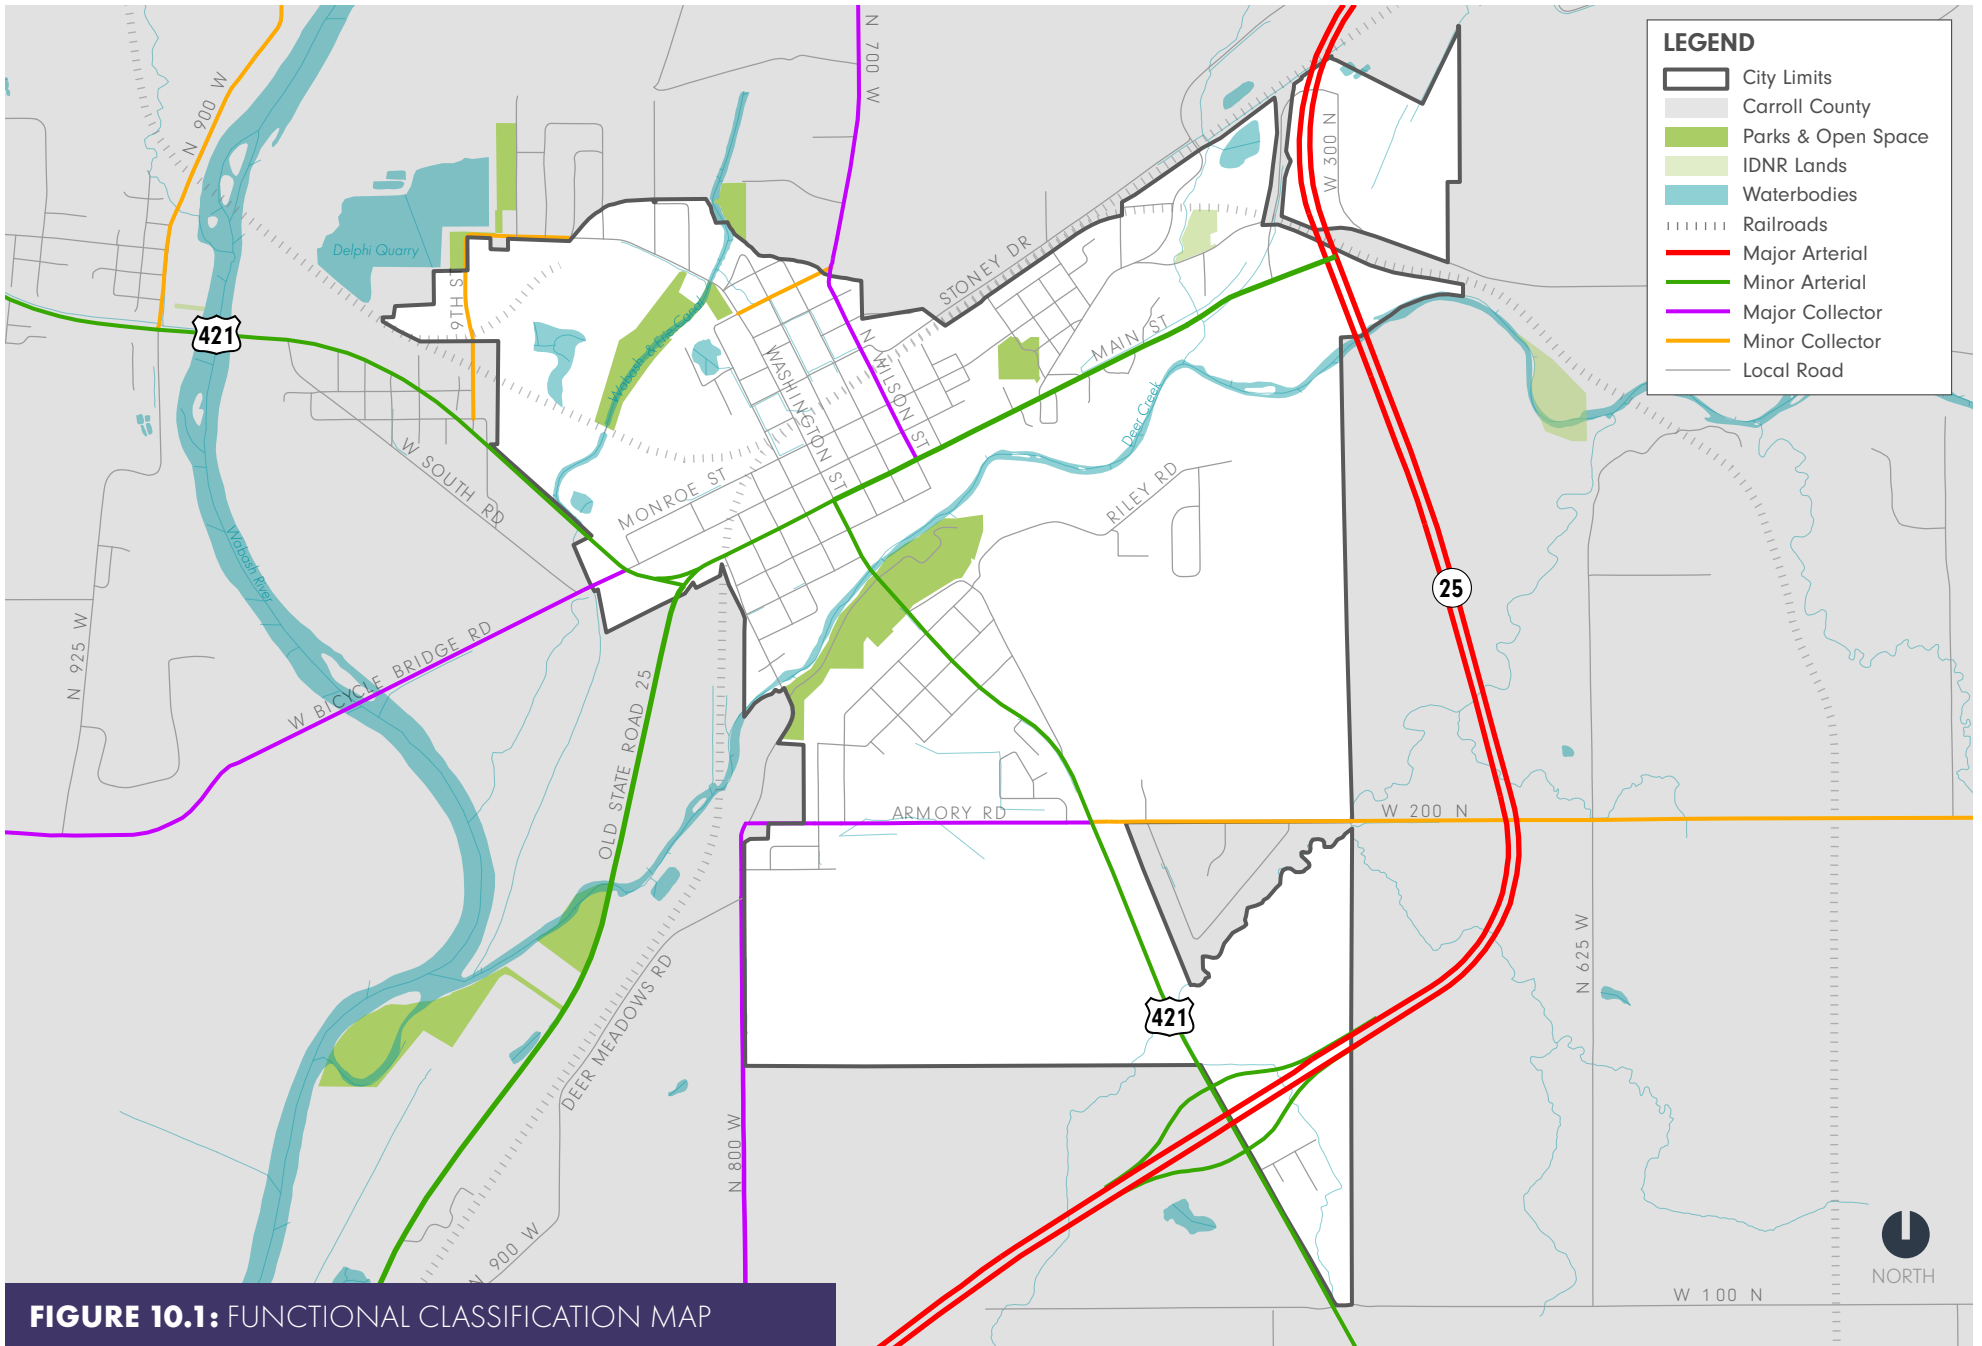 LEGEND
City Limits
Carroll County
Parks & Open Space
IDNR Lands
Waterbodies
Railroads
Major Arterial
Minor Arterial
Major Collector
Minor Collector
Local Road
N 700 W
N 900 W
W 300 N
Delphi Quarry
STONEY DR
9TH ST
421
Wabash & Erie Canal
MAIN ST
N WILSON ST
WASHINGTON ST
Deer Creek
W SOUTH RD
MONROE ST
RILEY RD
Wabash River
25
N 925 W
W BICYCLE BRIDGE RD
OLD STATE ROAD 25
ARMORY RD
W 200 N
N 625 W
DEER MEADOWS RD
421
N 800 W
N 900 W
NORTH
W 100 N
FIGURE 10.1: FUNCTIONAL CLASSIFICATION MAP